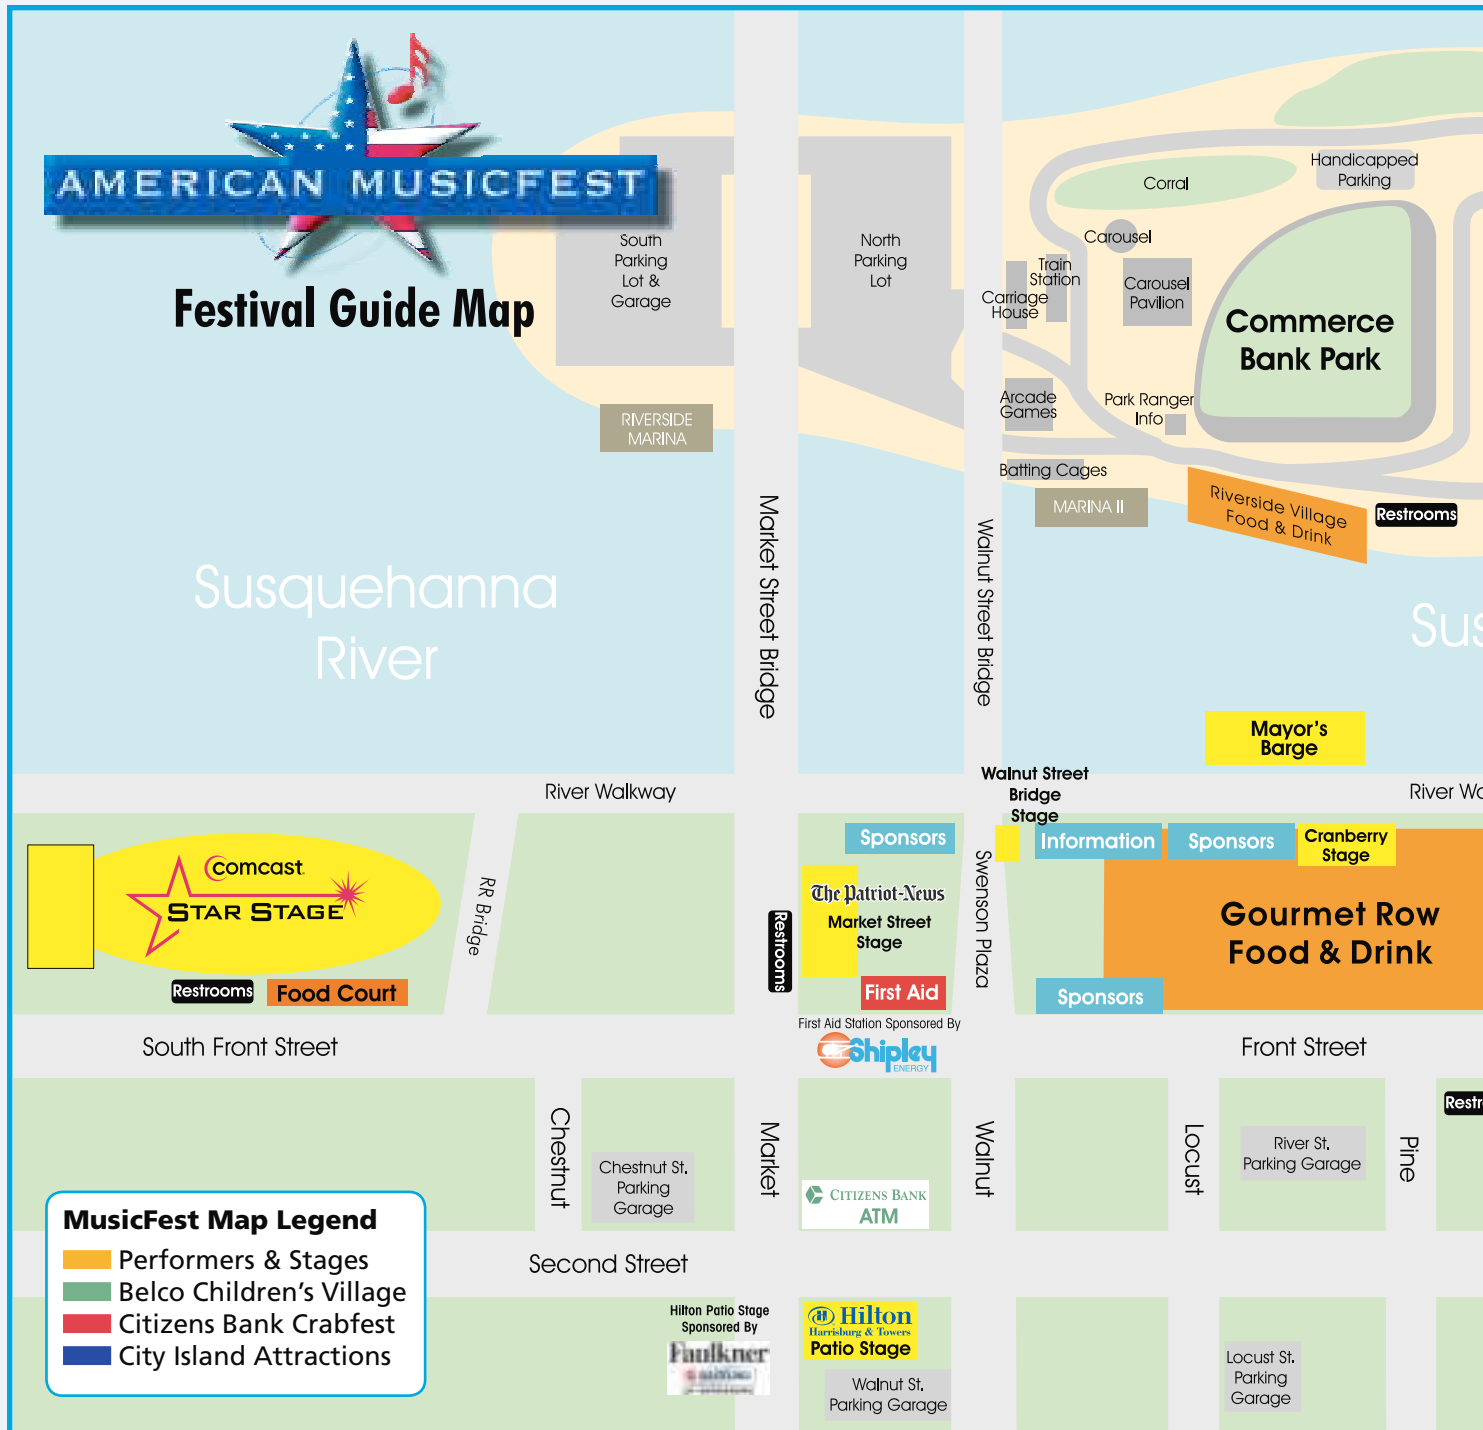 AMERICAN MUSICFEST
Festival Guide Map
South
Parking
Lot &
Garage
North
Parking
Lot
Corral
Handicapped
Parking
Carousel
Train
Station
Carriage
House
Carousel
Pavilion
Commerce
Bank Park
Arcade
Games
Park Ranger
Info
RIVERSIDE
MARINA
Batting Cages
MARINA II
Riverside Village
Food & Drink
Restrooms
Market Street Bridge
Walnut Street Bridge
Susquehanna
River
Sus
Mayor's
Barge
River Walkway
Walnut Street
Bridge
Stage
River Wa
comcast.
STAR STAGE
Restrooms
Food Court
RR Bridge
Sponsors
The Patriot-News
Market Street
Stage
Restrooms
First Aid
Swenson Plaza
Information
Sponsors
Cranberry
Stage
Gourmet Row
Food & Drink
Sponsors
First Aid Station Sponsored By
Shipley
ENERGY
South Front Street
Front Street
Chestnut
Chestnut St.
Parking
Garage
Market
CITIZENS BANK
ATM
Walnut
Locust
River St.
Parking Garage
Pine
Restr
MusicFest Map Legend
Performers & Stages
Belco Children's Village
Citizens Bank Crabfest
City Island Attractions
Second Street
Hilton Patio Stage
Sponsored By
Faulkner
H Hilton
Harrisburg & Towers
Patio Stage
Walnut St.
Parking Garage
Locust St.
Parking
Garage